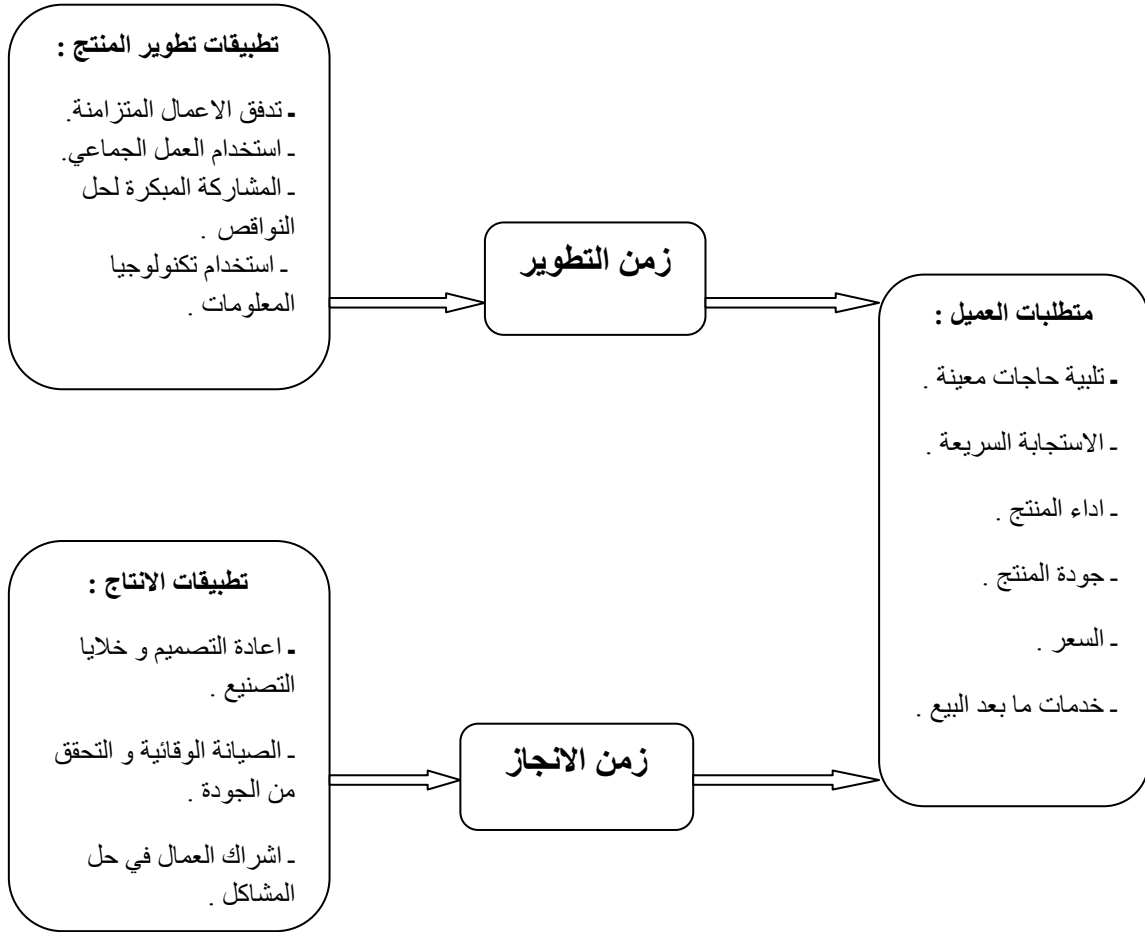 تطبيقات تطوير المنتج :
- تدفق الاعمال المتزامنة.
- استخدام العمل الجماعي.
- المشاركة المبكرة لحل
النواقص .
- استخدام تكنولوجيا
المعلومات .
زمن التطوير
متطلبات العميل :
- تلبية حاجات معينة .
- الاستجابة السريعة .
- اداء المنتج .
- جودة المنتج .
- السعر .
- خدمات ما بعد البيع .
تطبيقات الانتاج :
- اعادة التصميم و خلايا
التصنيع .
- الصيانة الوقائية و التحقق
من الجودة .
- اشراك العمال في حل
المشاكل .
زمن الانجاز